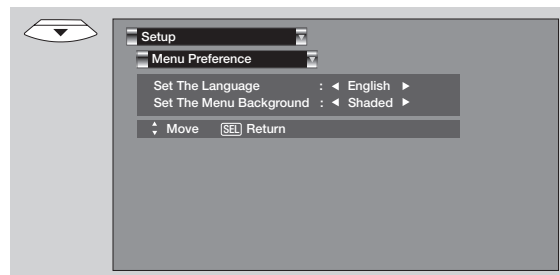 Setup
Menu Preference
Set The Language : ◄ English ►
Set The Menu Background : ◄ Shaded ►
Move SEL Return